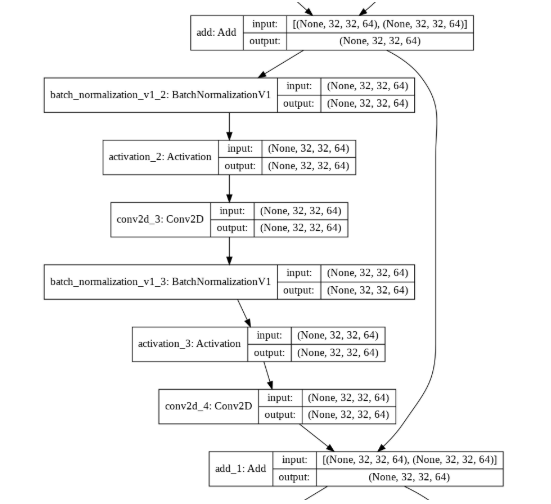 add: Add
input:
[(None, 32, 32, 64), (None, 32, 32, 64)]
output:
(None, 32, 32, 64)
batch_normalization_v1_2: BatchNormalizationV1
input:
(None, 32, 32, 64)
output:
(None, 32, 32, 64)
activation_2: Activation
input:
(None, 32, 32, 64)
output:
(None, 32, 32, 64)
conv2d_3: Conv2D
input:
(None, 32, 32, 64)
output:
(None, 32, 32, 64)
batch_normalization_v1_3: BatchNormalizationV1
input:
(None, 32, 32, 64)
output:
(None, 32, 32, 64)
activation_3: Activation
input:
(None, 32, 32, 64)
output:
(None, 32, 32, 64)
conv2d_4: Conv2D
input:
(None, 32, 32, 64)
output:
(None, 32, 32, 64)
add_1: Add
input:
[(None, 32, 32, 64), (None, 32, 32, 64)]
output:
(None, 32, 32, 64)